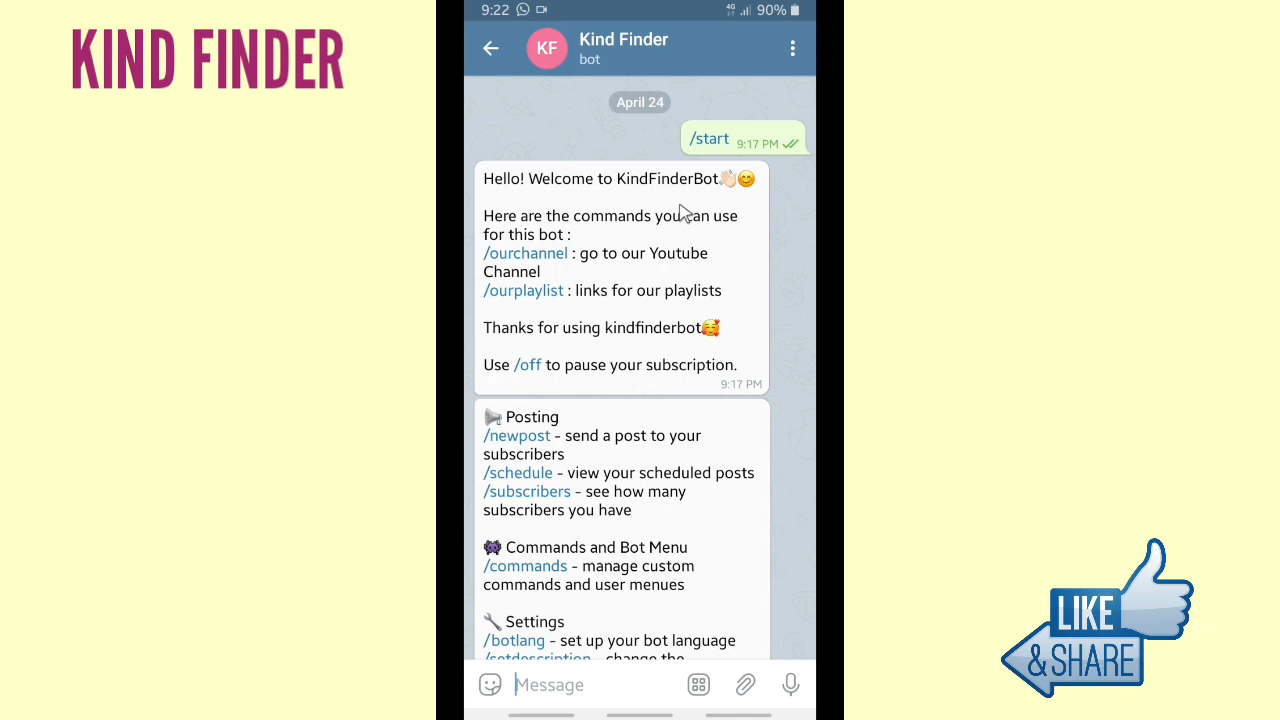 KIND FINDER
9:22
4G
90%
KF
Kind Finder
bot
April 24
/start
9:17 PM
Hello! Welcome to KindFinderBot👋🏻😊
Here are the commands you can use
for this bot :
/ourchannel : go to our Youtube
Channel
/ourplaylist : links for our playlists
Thanks for using kindfinderbot🥰
Use /off to pause your subscription.
9:17 PM
📢 Posting
/newpost - send a post to your
subscribers
/schedule - view your scheduled posts
/subscribers - see how many
subscribers you have
👾 Commands and Bot Menu
/commands - manage custom
commands and user menues
🔧 Settings
/botlang - set up your bot language
/setdescription - change the
Message
LIKE
& SHARE